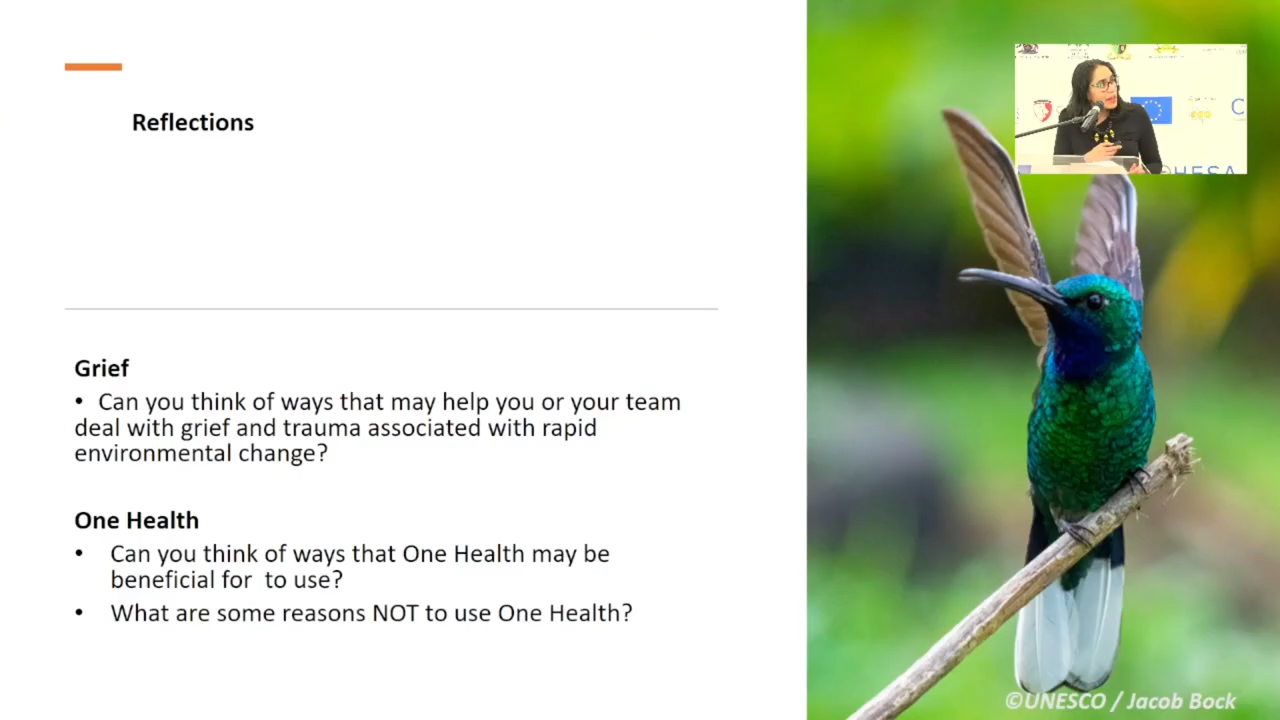 Reflections
Grief
• Can you think of ways that may help you or your team
deal with grief and trauma associated with rapid
environmental change?
One Health
• Can you think of ways that One Health may be
beneficial for  to use?
• What are some reasons NOT to use One Health?
©UNESCO / Jacob Bock